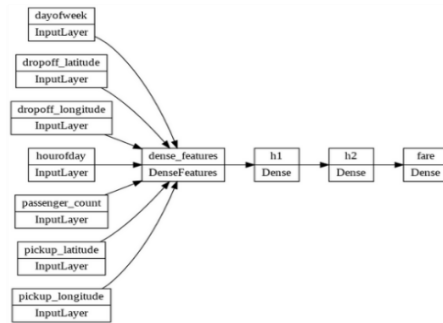 dayofweek
InputLayer
dropoff_latitude
InputLayer
dropoff_longitude
InputLayer
hourofday
InputLayer
passenger_count
InputLayer
pickup_latitude
InputLayer
pickup_longitude
InputLayer
dense_features
DenseFeatures
h1
Dense
h2
Dense
fare
Dense